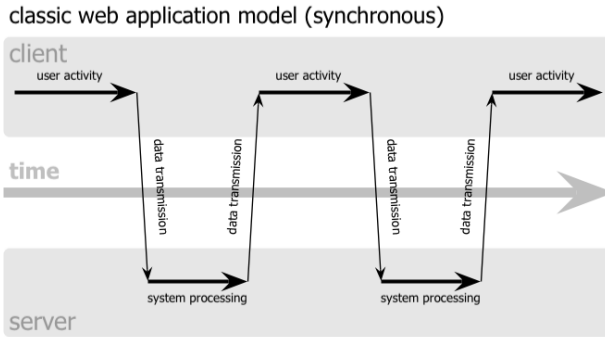 classic web application model (synchronous)
client
user activity
user activity
user activity
data transmission
data transmission
data transmission
data transmission
time
system processing
system processing
server